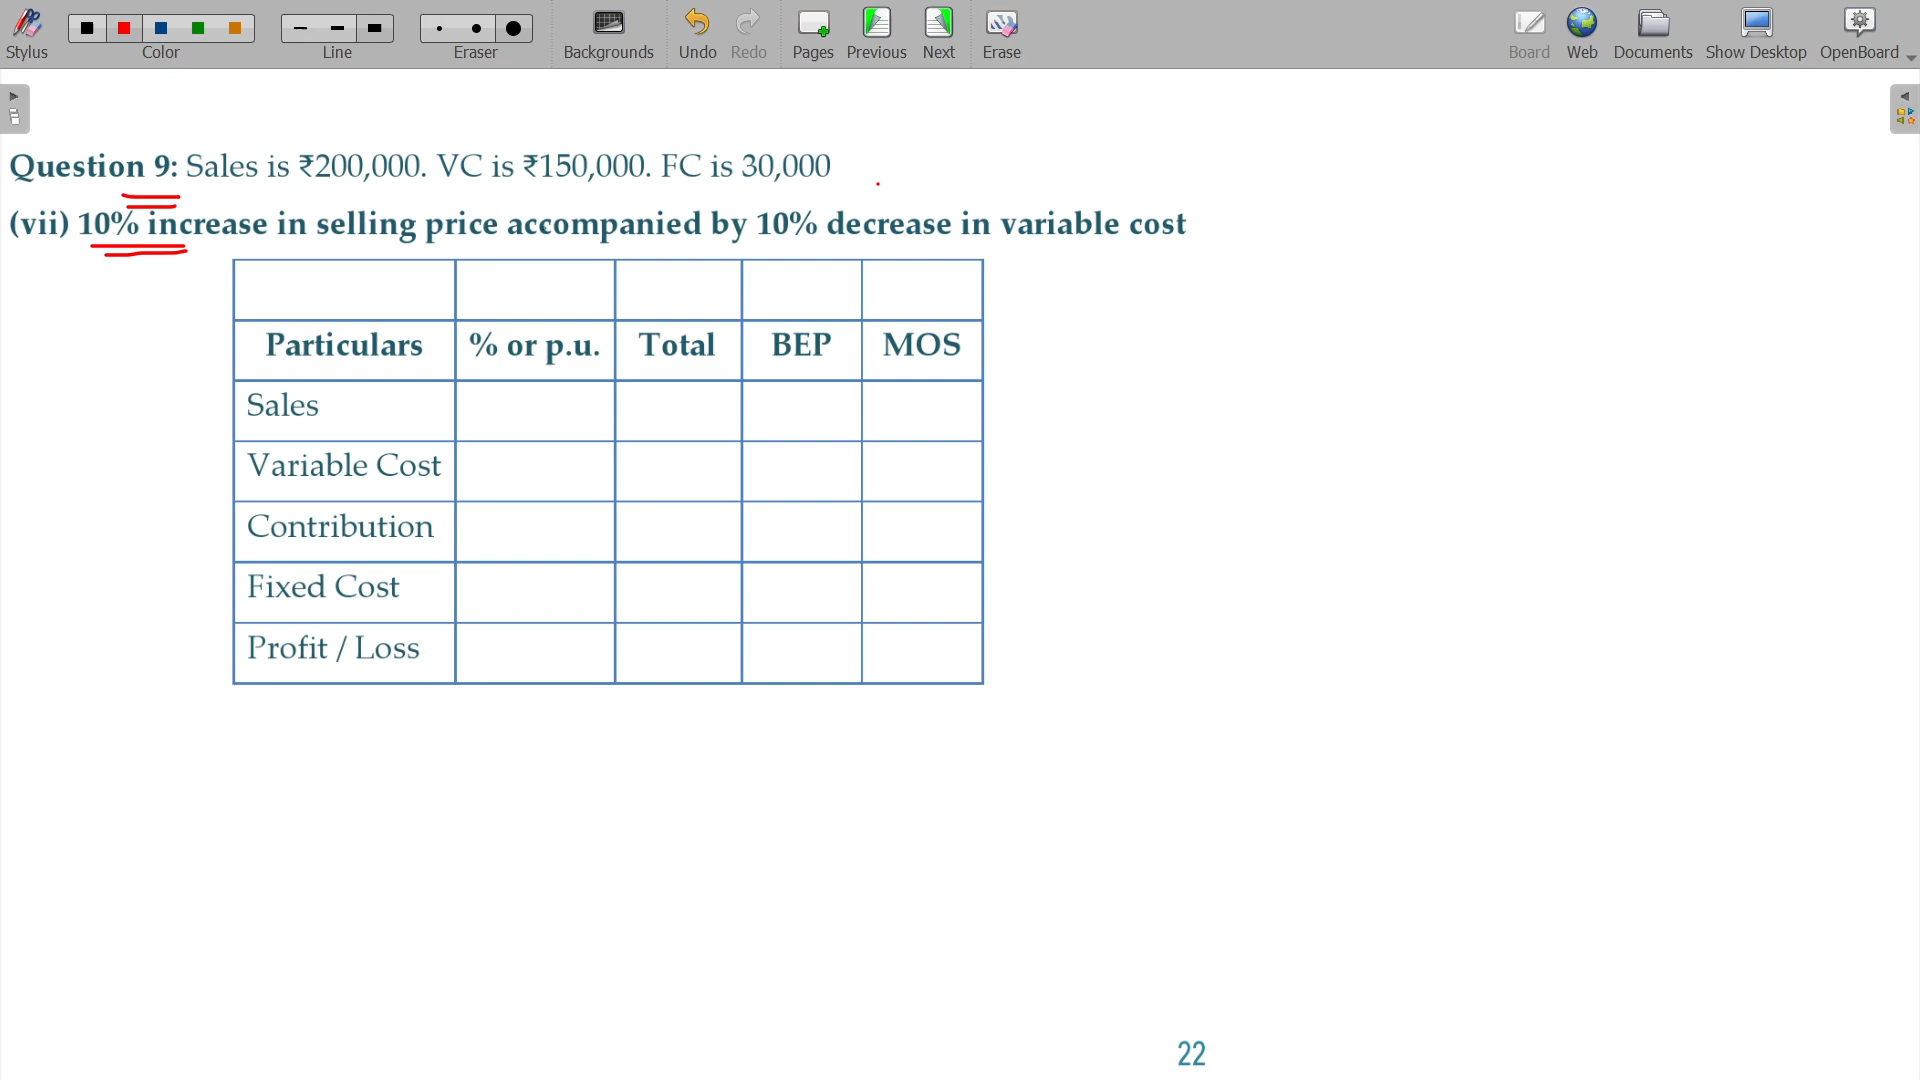 Stylus Color Line Eraser Backgrounds Undo Redo Pages Previous Next Erase Board Web Documents Show Desktop OpenBoard
Question 9: Sales is ₹200,000. VC is ₹150,000. FC is 30,000
(vii) 10% increase in selling price accompanied by 10% decrease in variable cost
Particulars % or p.u. Total BEP MOS
Sales
Variable Cost
Contribution
Fixed Cost
Profit / Loss
22